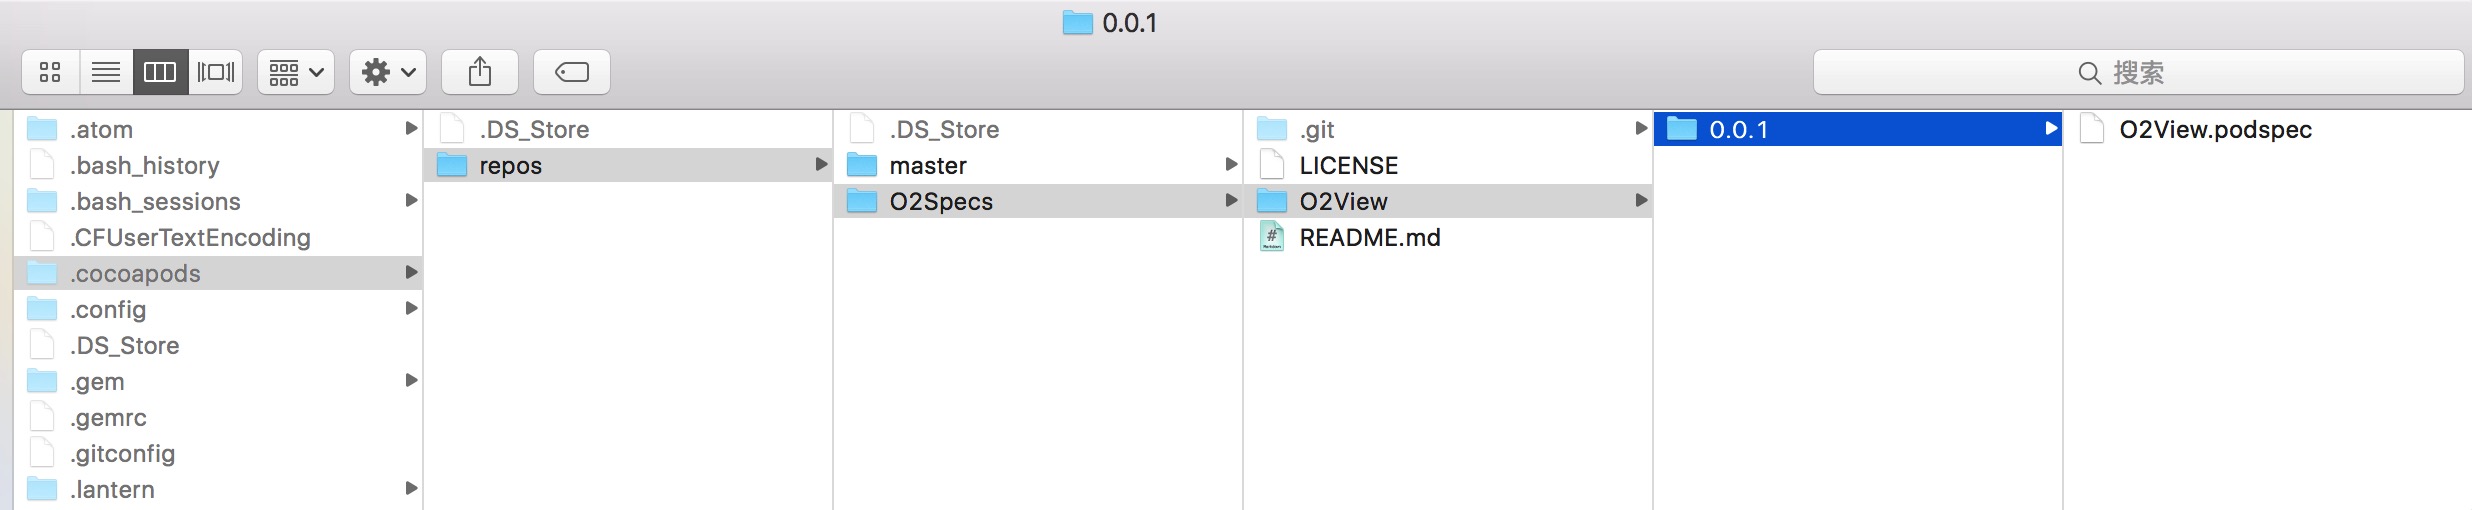 0.0.1
搜索
.atom
.bash_history
.bash_sessions
.CFUserTextEncoding
.cocoapods
.config
.DS_Store
.gem
.gemrc
.gitconfig
.lantern
.DS_Store
repos
.DS_Store
master
O2Specs
.git
LICENSE
O2View
README.md
0.0.1
O2View.podspec